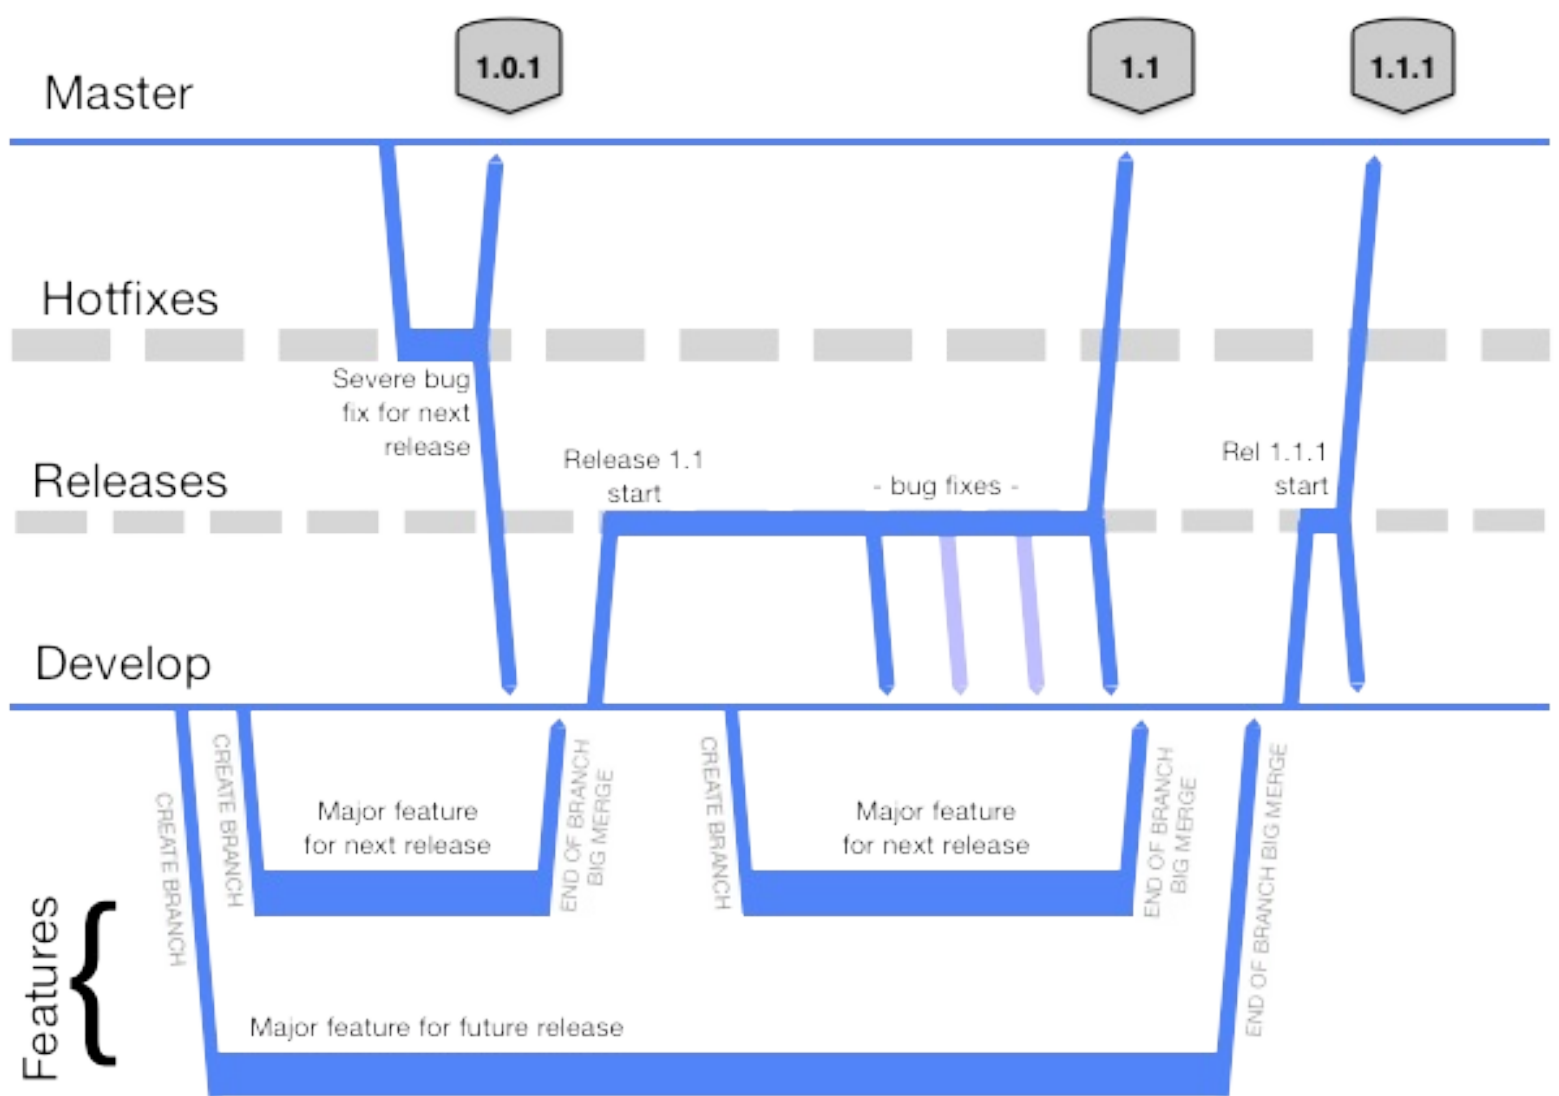 1.0.1
1.1
1.1.1
Master
Hotfixes
Severe bug
fix for next
release
Releases
Release 1.1
start
- bug fixes -
Rel 1.1.1
start
Develop
CREATE BRANCH
CREATE BRANCH
Major feature
for next release
END OF BRANCH
BIG MERGE
CREATE BRANCH
Major feature
for next release
END OF BRANCH
BIG MERGE
END OF BRANCH BIG MERGE
Features
{
Major feature for future release